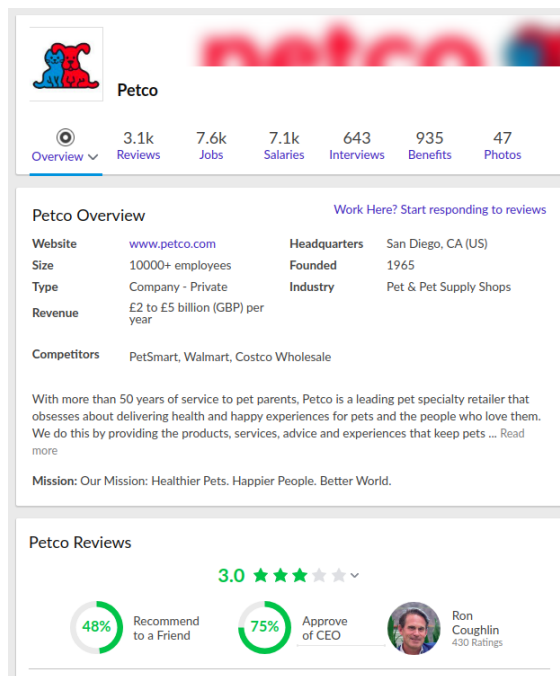 petco
Petco
3.1k 7.6k 7.1k 643 935 47
Overview Reviews Jobs Salaries Interviews Benefits Photos
Petco Overview Work Here? Start responding to reviews
Website www.petco.com Headquarters San Diego, CA (US)
Size 10000+ employees Founded 1965
Type Company - Private Industry Pet & Pet Supply Shops
Revenue £2 to £5 billion (GBP) per
year
Competitors PetSmart, Walmart, Costco Wholesale
With more than 50 years of service to pet parents, Petco is a leading pet specialty retailer that
obsesses about delivering health and happy experiences for pets and the people who love them.
We do this by providing the products, services, advice and experiences that keep pets ... Read
more
Mission: Our Mission: Healthier Pets. Happier People. Better World.
Petco Reviews
3.0
48% Recommend
to a Friend
75% Approve
of CEO
Ron
Coughlin
430 Ratings